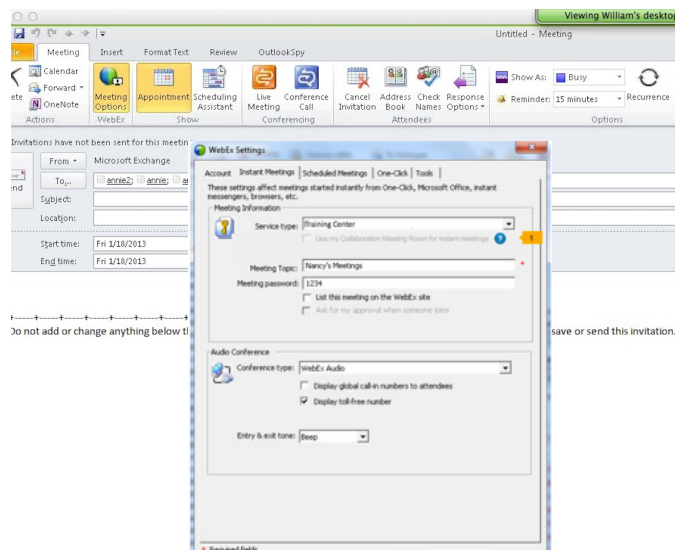 Viewing William's desktop
Untitled - Meeting
Meeting Insert Format Text Review OutlookSpy
Calendar
Forward
OneNote
Actions
Meeting Options
WebEx
Appointment Scheduling Assistant
Show
Live Meeting Conference Call
Conferencing
Cancel Invitation Address Book Check Names Response Options
Attendees
Show As: Busy
Reminder: 15 minutes
Recurrence
Options
Invitations have not been sent for this meetin
From Microsoft Exchange
To... annie2; annie;
Subject:
Location:
Start time: Fri 1/18/2013
End time: Fri 1/18/2013
Do not add or change anything below th
save or send this invitation.
WebEx Settings
Account Instant Meetings Scheduled Meetings One-Click Tools
These settings affect meetings started instantly from One-Click, Microsoft Office, instant
messengers, browsers, etc.
Meeting Information
Service type: Training Center
Use my Collaboration Meeting Room for instant meetings ? 1
Meeting Topic: Nancy's Meetings *
Meeting password: 1234
List this meeting on the WebEx site
Ask for my approval when someone joins
Audio Conference
Conference type: WebEx Audio
Display global call-in numbers to attendees
Display toll-free number
Entry & exit tone: Beep
* Required fields